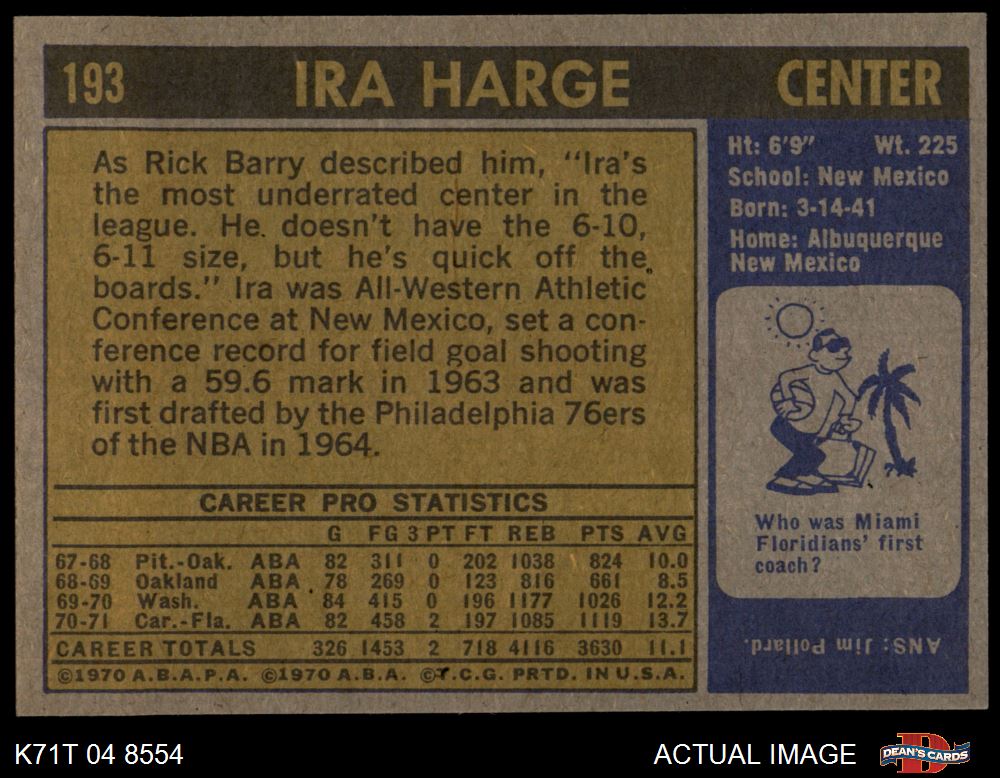 193 IRA HARGE CENTER
As Rick Barry described him, "Ira's
the most underrated center in the
league. He doesn't have the 6-10,
6-11 size, but he's quick off the
boards." Ira was All-Western Athletic
Conference at New Mexico, set a con-
ference record for field goal shooting
with a 59.6 mark in 1963 and was
first drafted by the Philadelphia 76ers
of the NBA in 1964.
CAREER PRO STATISTICS
G FG 3 PT FT REB PTS AVG
67-68 Pit.-Oak. ABA 82 311 0 202 1038 824 10.0
68-69 Oakland ABA 78 269 0 123 816 661 8.5
69-70 Wash. ABA 84 415 0 196 1177 1026 12.2
70-71 Car.-Fla. ABA 82 458 2 197 1085 1119 13.7
CAREER TOTALS 326 1453 2 718 4116 3630 11.1
©1970 A.B.A.P.A. ©1970 A.B.A. ©T.C.G. PRTD. IN U.S.A.
Ht: 6'9" Wt. 225
School: New Mexico
Born: 3-14-41
Home: Albuquerque
New Mexico
Who was Miami
Floridians' first
coach?
ANS: Jim Pollard.
K71T 04 8554 ACTUAL IMAGE DEAN'S CARDS